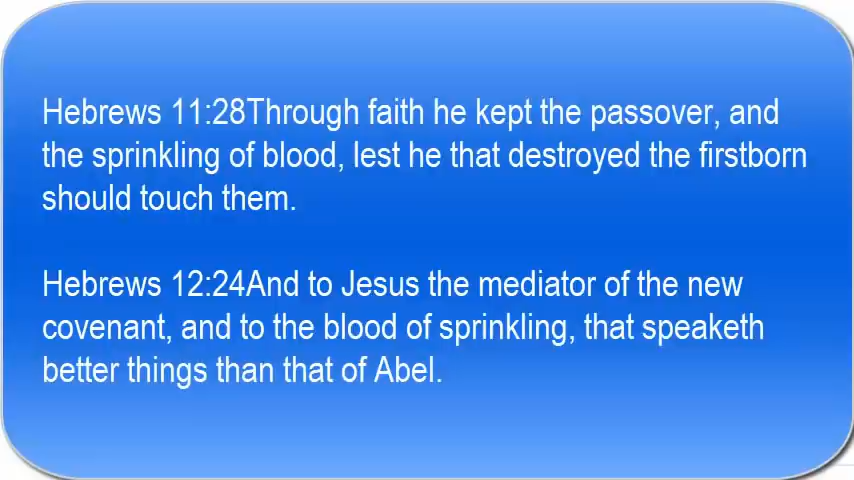 Hebrews 11:28Through faith he kept the passover, and
the sprinkling of blood, lest he that destroyed the firstborn
should touch them.
Hebrews 12:24And to Jesus the mediator of the new
covenant, and to the blood of sprinkling, that speaketh
better things than that of Abel.